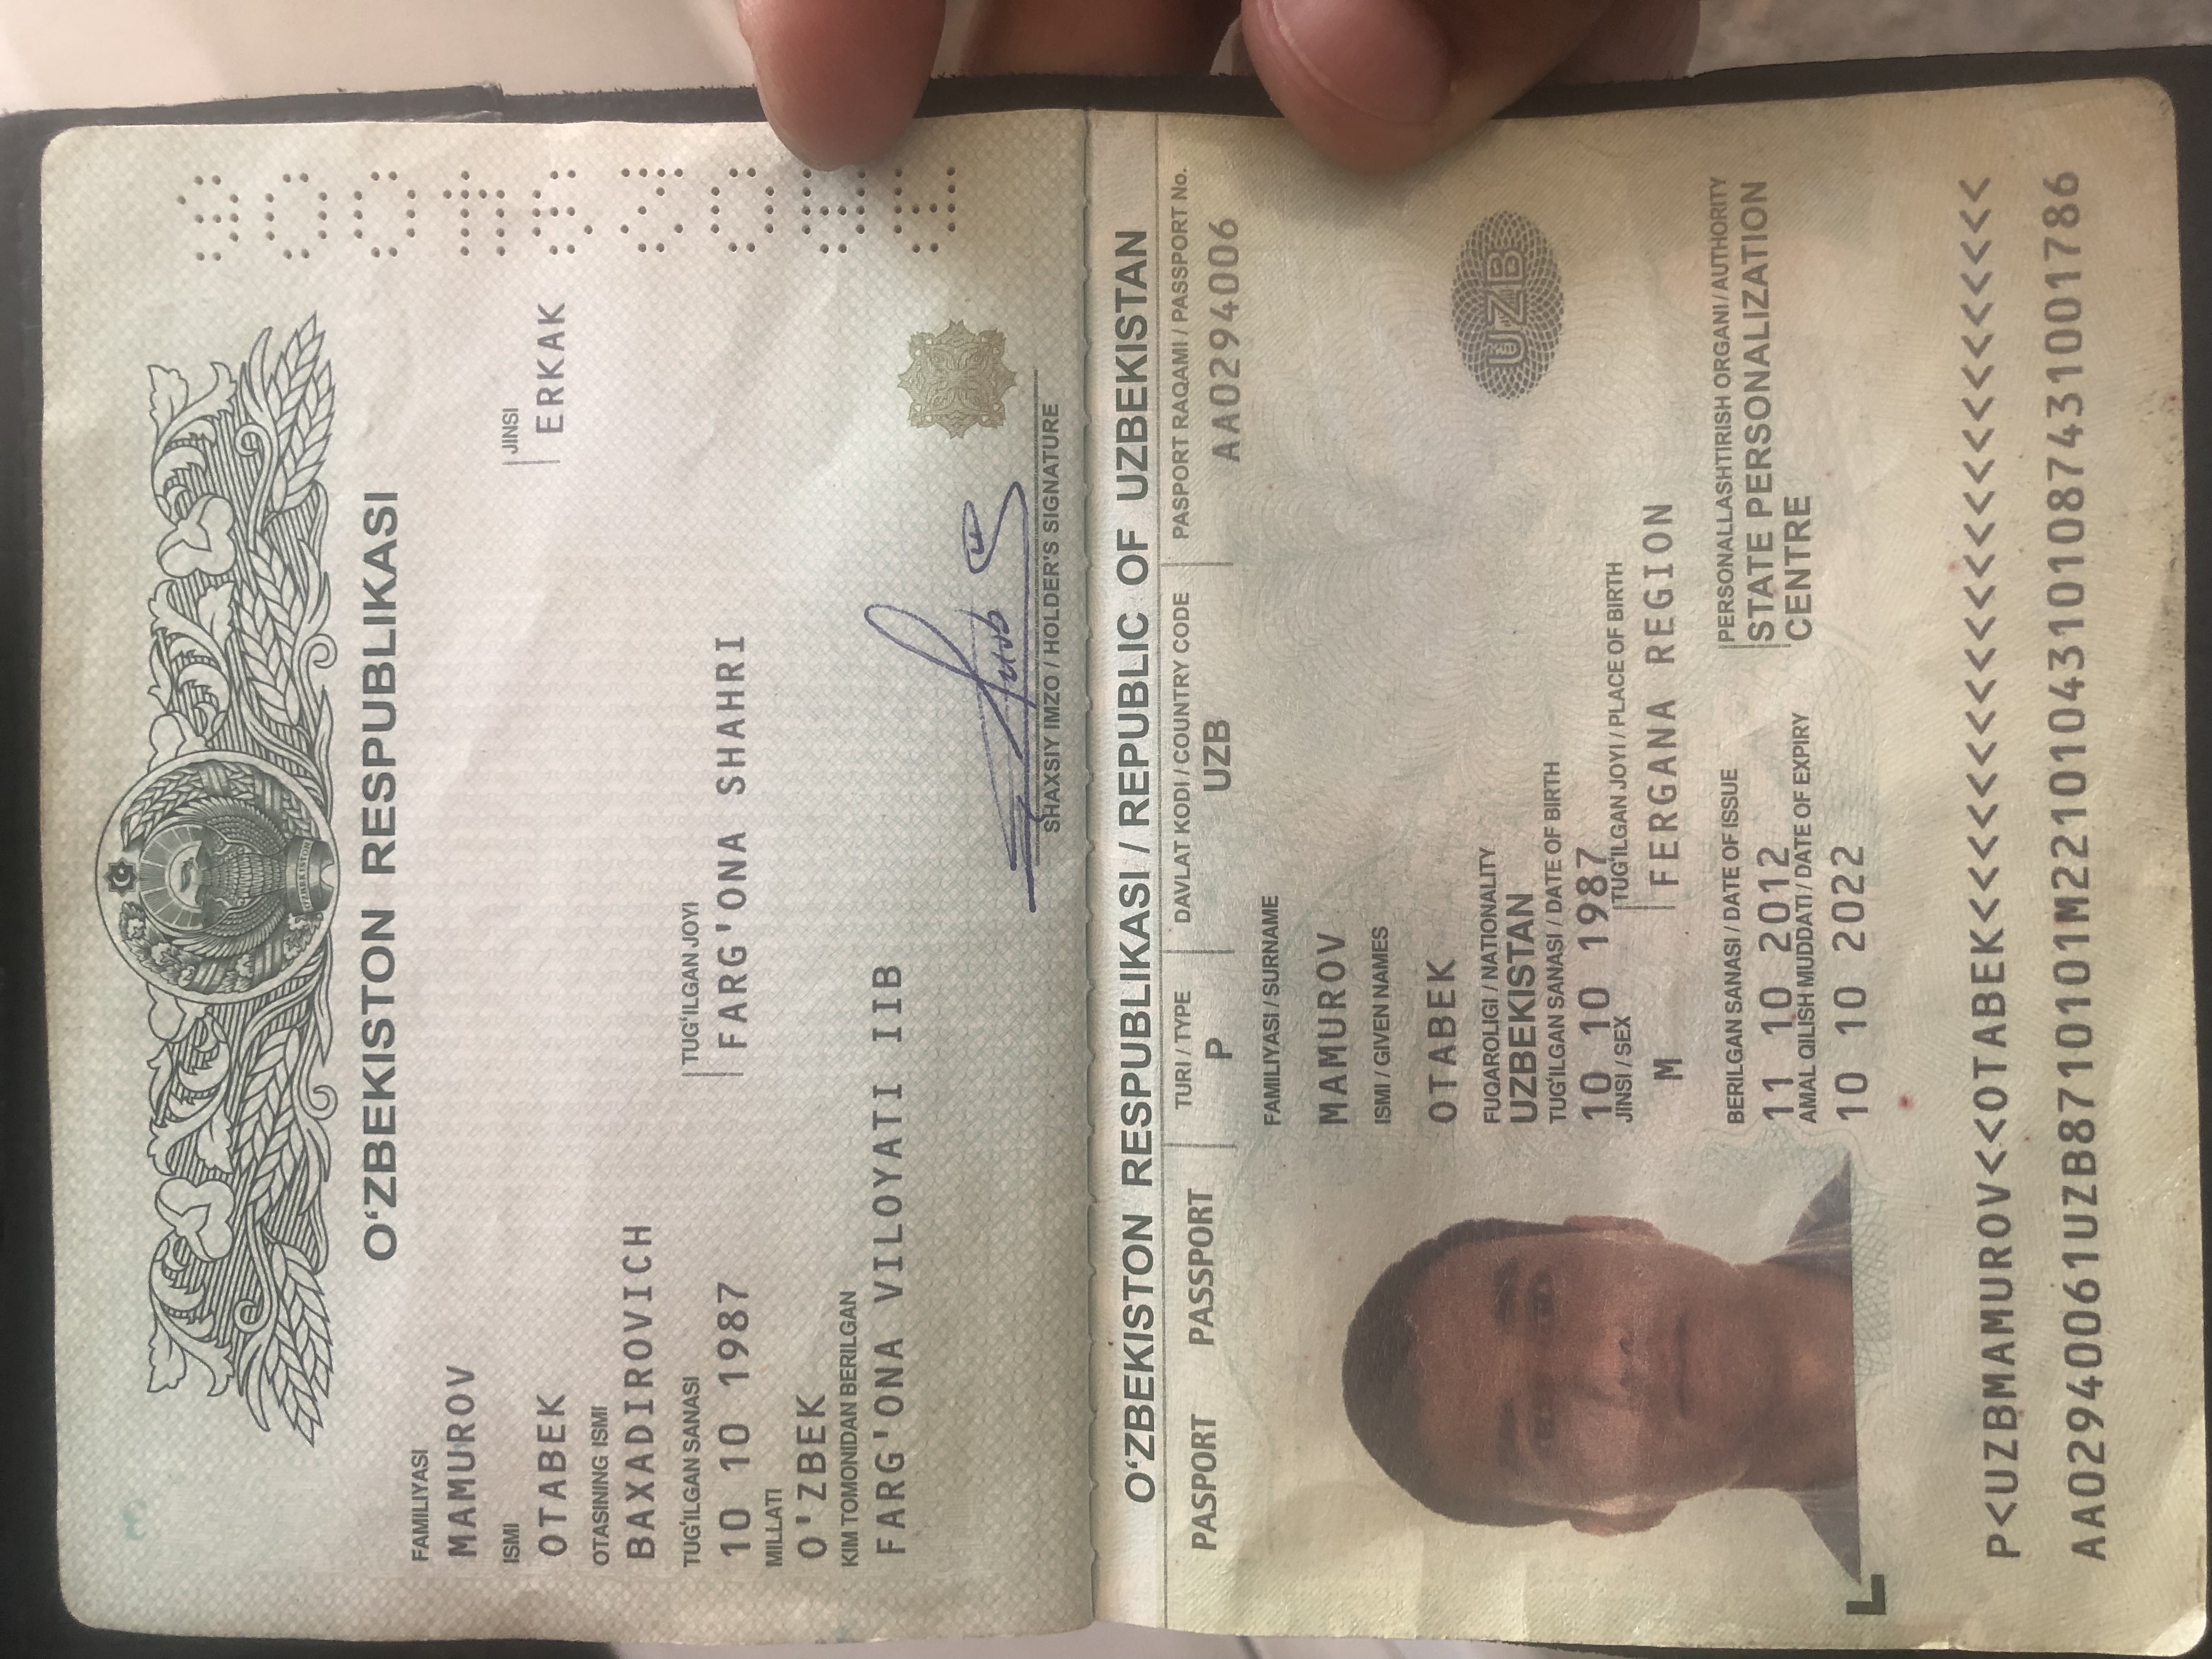 O'ZBEKISTON
O‘ZBEKISTON RESPUBLIKASI
FAMILIYASI
MAMUROV
ISMI
OTABEK
JINSI
ERKAK
OTASINING ISMI
BAXADIROVICH
TUG‘ILGAN SANASI
10 10 1987
TUG‘ILGAN JOYI
FARG'ONA SHAHRI
MILLATI
O'ZBEK
KIM TOMONIDAN BERILGAN
FARG'ONA VILOYATI IIB
SHAXSIY IMZO / HOLDER'S SIGNATURE
AA0294006
O‘ZBEKISTON RESPUBLIKASI / REPUBLIC OF UZBEKISTAN
PASPORT PASSPORT
TURI / TYPE
P
DAVLAT KODI / COUNTRY CODE
UZB
PASPORT RAQAMI / PASSPORT No.
AA0294006
FAMILIYASI / SURNAME
MAMUROV
ISMI / GIVEN NAMES
OTABEK
FUQAROLIGI / NATIONALITY
UZBEKISTAN
UZB
TUG‘ILGAN SANASI / DATE OF BIRTH
10 10 1987
JINSI / SEX
M
TUG‘ILGAN JOYI / PLACE OF BIRTH
FERGANA REGION
BERILGAN SANASI / DATE OF ISSUE
11 10 2012
PERSONALLASHTIRISH ORGANI / AUTHORITY
STATE PERSONALIZATION
CENTRE
AMAL QILISH MUDDATI / DATE OF EXPIRY
10 10 2022
P<UZBMAMUROV<<OTABEK<<<<<<<<<<<<<<<<<<<<<<<<
AA02940061UZB8710101M22101043101087431001786